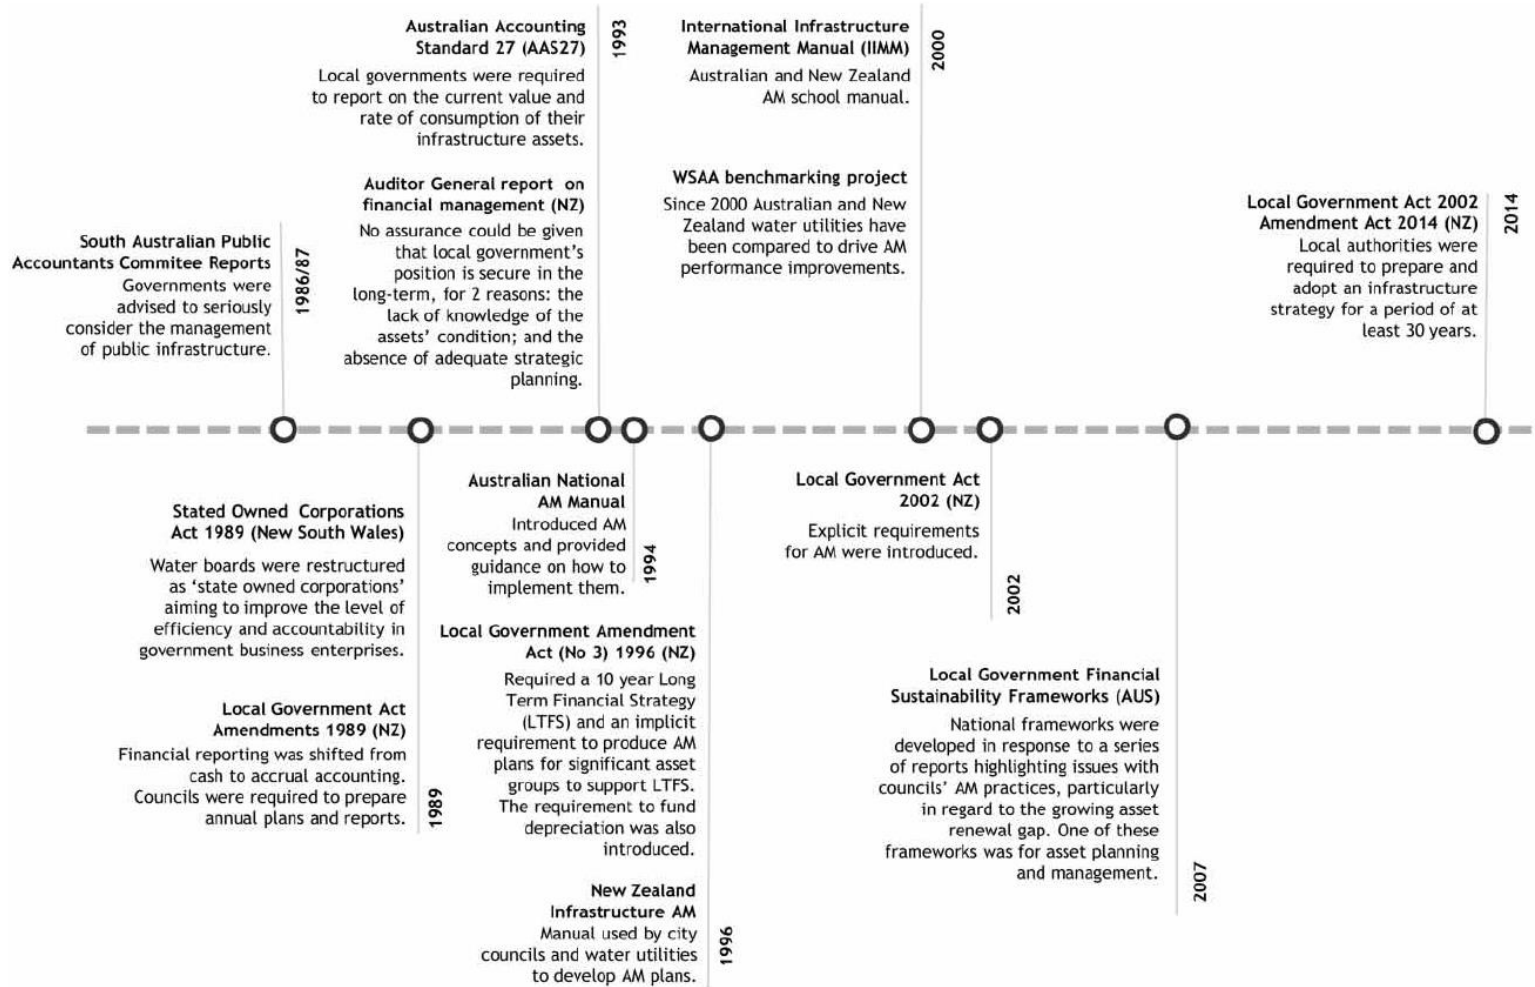 South Australian Public
Accountants Commitee Reports
Governments were
advised to seriously
consider the management
of public infrastructure.
1986/87
Stated Owned Corporations
Act 1989 (New South Wales)
Water boards were restructured
as ‘state owned corporations’
aiming to improve the level of
efficiency and accountability in
government business enterprises.
Local Government Act
Amendments 1989 (NZ)
Financial reporting was shifted from
cash to accrual accounting.
Councils were required to prepare
annual plans and reports.
1989
Australian Accounting
Standard 27 (AAS27)
Local governments were required
to report on the current value and
rate of consumption of their
infrastructure assets.
Auditor General report on
financial management (NZ)
No assurance could be given
that local government’s
position is secure in the
long-term, for 2 reasons: the
lack of knowledge of the
assets’ condition; and the
absence of adequate strategic
planning.
1993
Australian National
AM Manual
Introduced AM
concepts and provided
guidance on how to
implement them.
1994
Local Government Amendment
Act (No 3) 1996 (NZ)
Required a 10 year Long
Term Financial Strategy
(LTFS) and an implicit
requirement to produce AM
plans for significant asset
groups to support LTFS.
The requirement to fund
depreciation was also
introduced.
New Zealand
Infrastructure AM
Manual used by city
councils and water utilities
to develop AM plans.
1996
International Infrastructure
Management Manual (IIMM)
Australian and New Zealand
AM school manual.
WSAA benchmarking project
Since 2000 Australian and New
Zealand water utilities have
been compared to drive AM
performance improvements.
2000
Local Government Act
2002 (NZ)
Explicit requirements
for AM were introduced.
2002
Local Government Financial
Sustainability Frameworks (AUS)
National frameworks were
developed in response to a series
of reports highlighting issues with
councils’ AM practices, particularly
in regard to the growing asset
renewal gap. One of these
frameworks was for asset planning
and management.
2007
Local Government Act 2002
Amendment Act 2014 (NZ)
Local authorities were
required to prepare and
adopt an infrastructure
strategy for a period of at
least 30 years.
2014